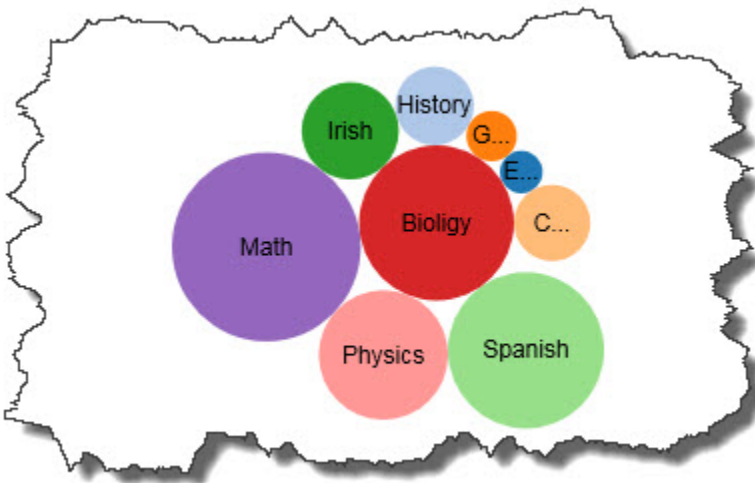 History
Irish
G...
E...
Bioligy
C...
Math
Physics
Spanish